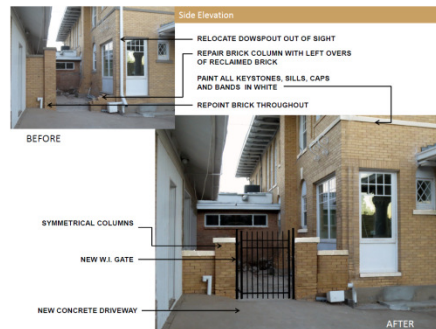 Side Elevation
RELOCATE DOWSPOUT OUT OF SIGHT
REPAIR BRICK COLUMN WITH LEFT OVERS
OF RECLAIMED BRICK
PAINT ALL KEYSTONES, SILLS, CAPS
AND BANDS IN WHITE
REPOINT BRICK THROUGHOUT
BEFORE
SYMMETRICAL COLUMNS
NEW W.I. GATE
NEW CONCRETE DRIVEWAY
AFTER